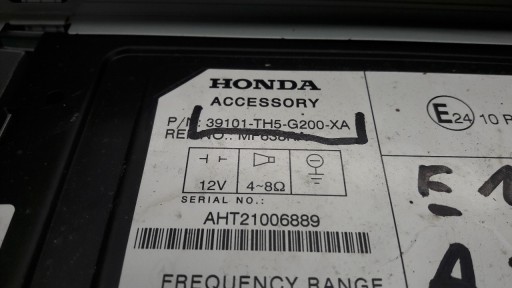 HONDA
ACCESSORY
P/N: 39101-TH5-G200-XA
E24 10 R
12V 4~8Ω
SERIAL NO.:
AHT21006889
FREQUENCY RANGE
E
A